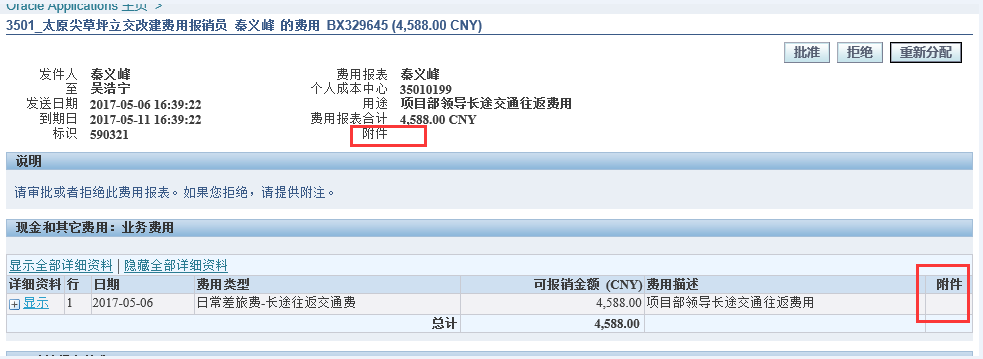 Oracle Applications 主页 >
3501_太原尖草坪立交改建费用报销员 秦义峰 的费用 BX329645 (4,588.00 CNY)
批准 拒绝 重新分配
发件人 秦义峰 费用报表 秦义峰
至 吴浩宁 个人成本中心 35010199
发送日期 2017-05-06 16:39:22 用途 项目部领导长途交通往返费用
到期日 2017-05-11 16:39:22 费用报表合计 4,588.00 CNY
标识 590321 附件
说明
请审批或者拒绝此费用报表。如果您拒绝，请提供附注。
现金和其它费用：业务费用
显示全部详细资料 | 隐藏全部详细资料
详细资料 行 日期 费用类型 可报销金额 (CNY) 费用描述 附件
显示 1 2017-05-06 日常差旅费-长途往返交通费 4,588.00 项目部领导长途交通往返费用
总计 4,588.00